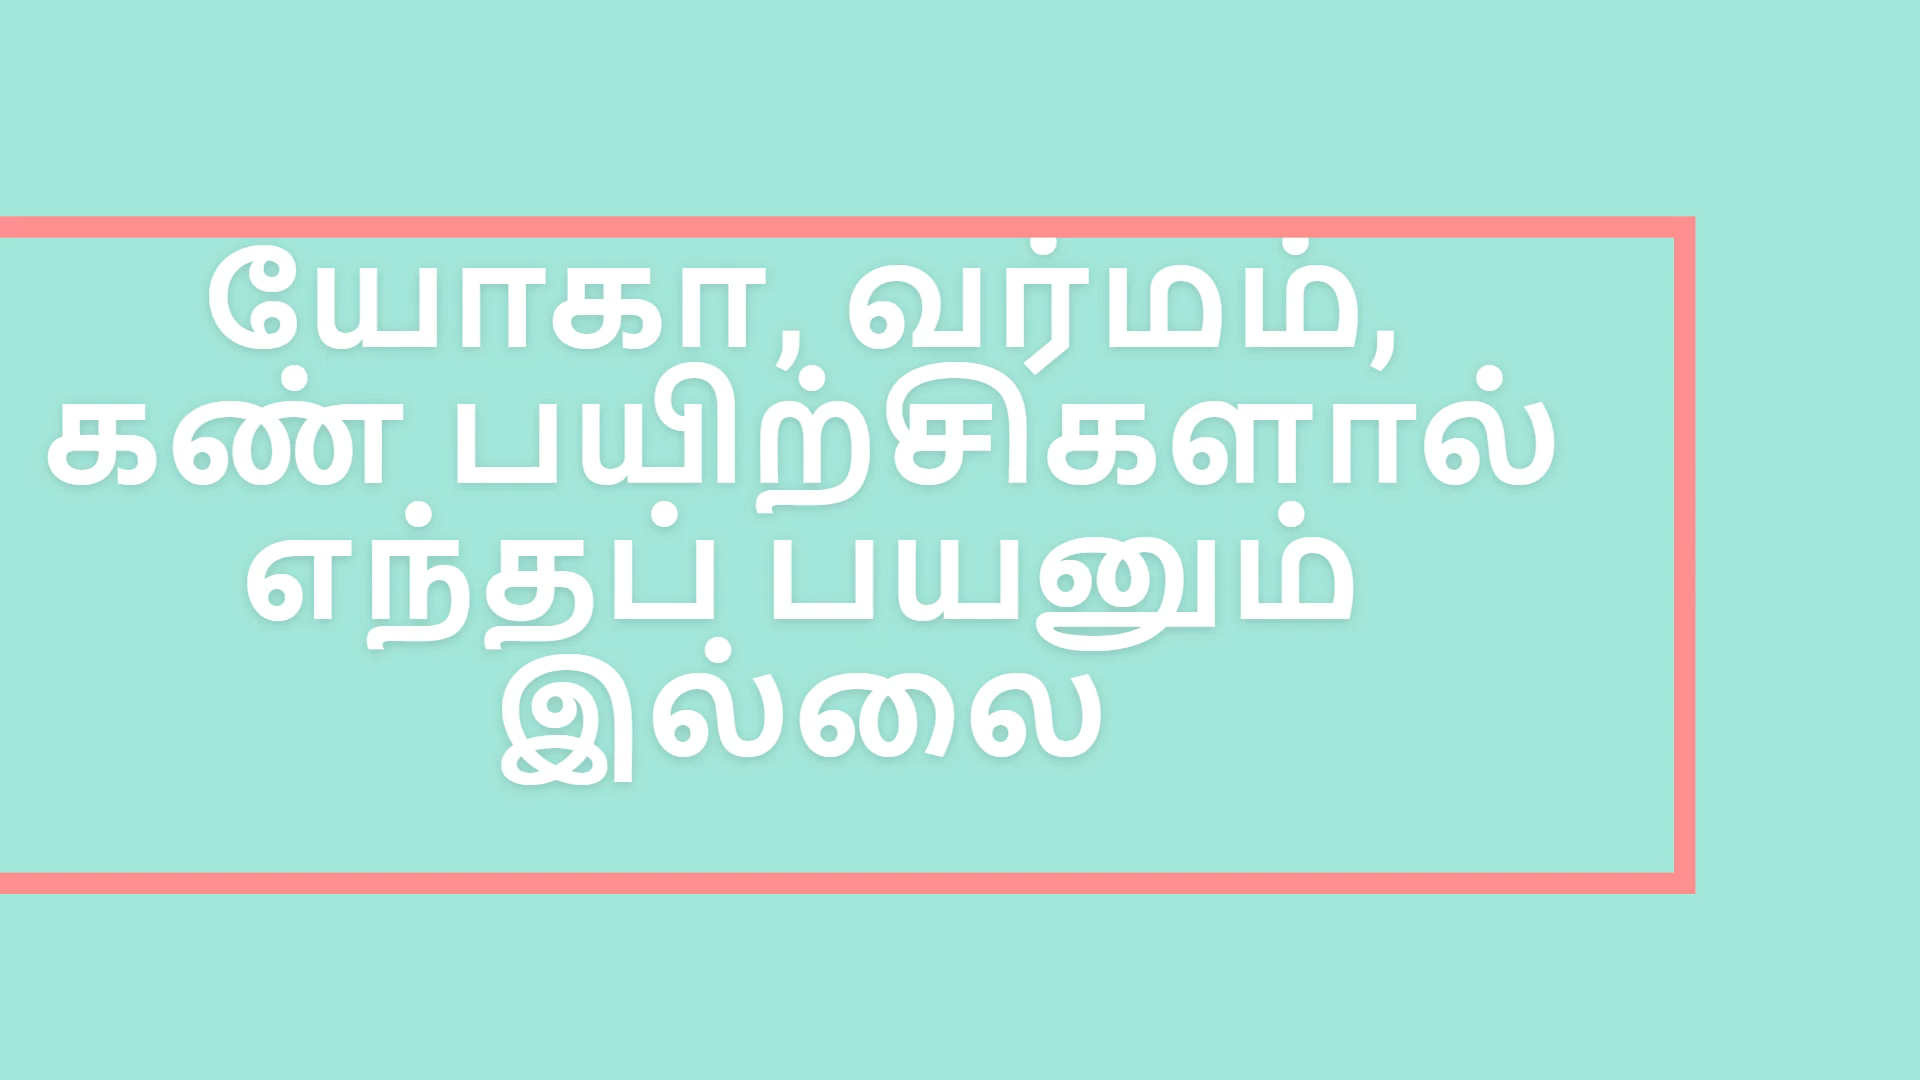 யோகா, வர்மம்,
கண் பயிற்சிகளால்
எந்தப் பயனும்
இல்லை